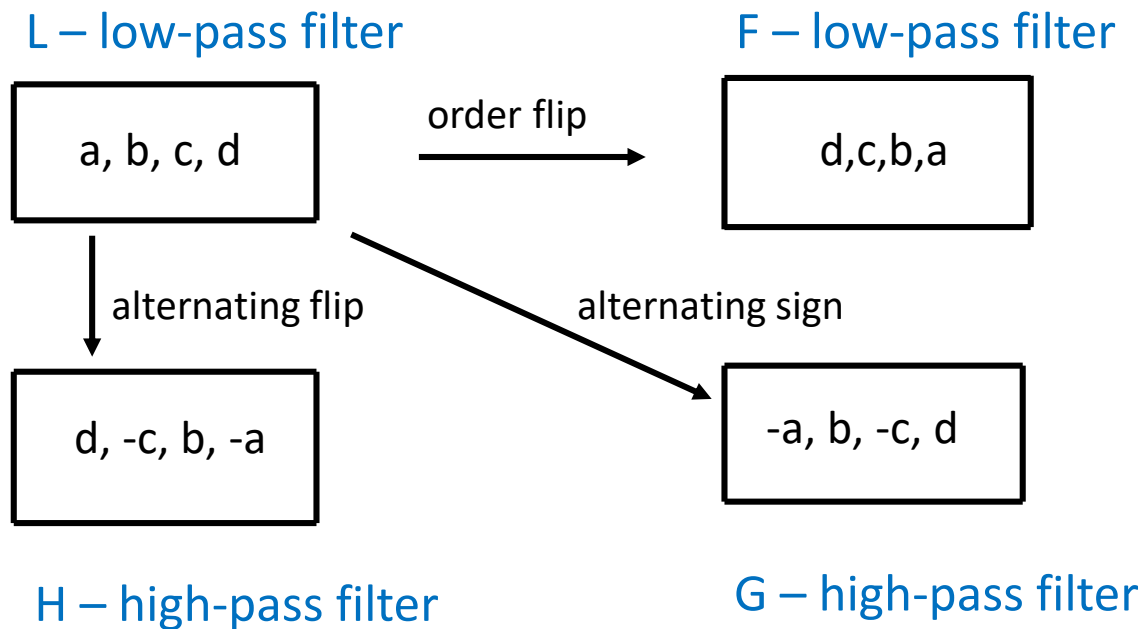 L – low-pass filter
F – low-pass filter
a, b, c, d
order flip
d,c,b,a
alternating flip
alternating sign
d, -c, b, -a
-a, b, -c, d
H – high-pass filter
G – high-pass filter